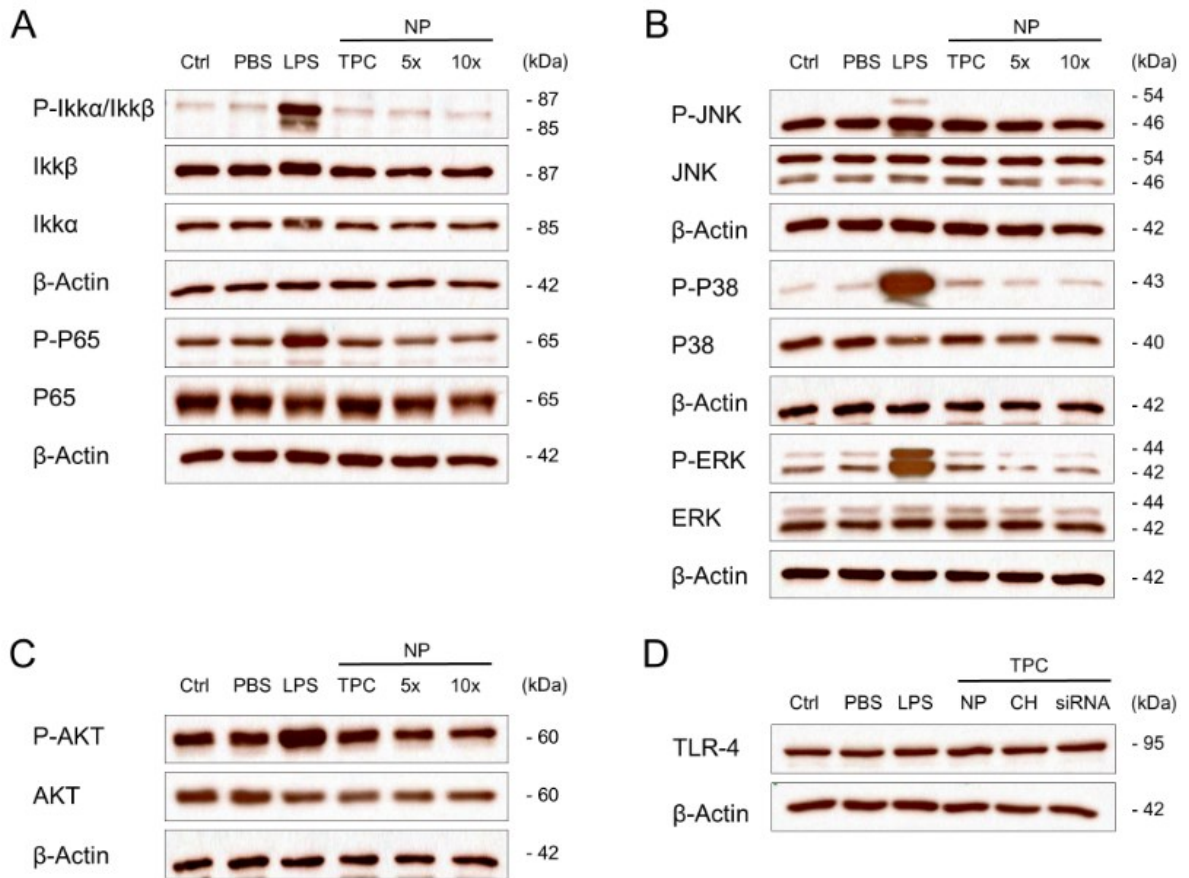 A
NP
Ctrl PBS LPS TPC 5x 10x (kDa)
P-Ikkα/Ikkβ - 87
- 85
Ikkβ - 87
Ikkα - 85
β-Actin - 42
P-P65 - 65
P65 - 65
β-Actin - 42
B
NP
Ctrl PBS LPS TPC 5x 10x (kDa)
P-JNK - 54
- 46
JNK - 54
- 46
β-Actin - 42
P-P38 - 43
P38 - 40
β-Actin - 42
P-ERK - 44
- 42
ERK - 44
- 42
β-Actin - 42
C
NP
Ctrl PBS LPS TPC 5x 10x (kDa)
P-AKT - 60
AKT - 60
β-Actin - 42
D
TPC
Ctrl PBS LPS NP CH siRNA (kDa)
TLR-4 - 95
β-Actin - 42